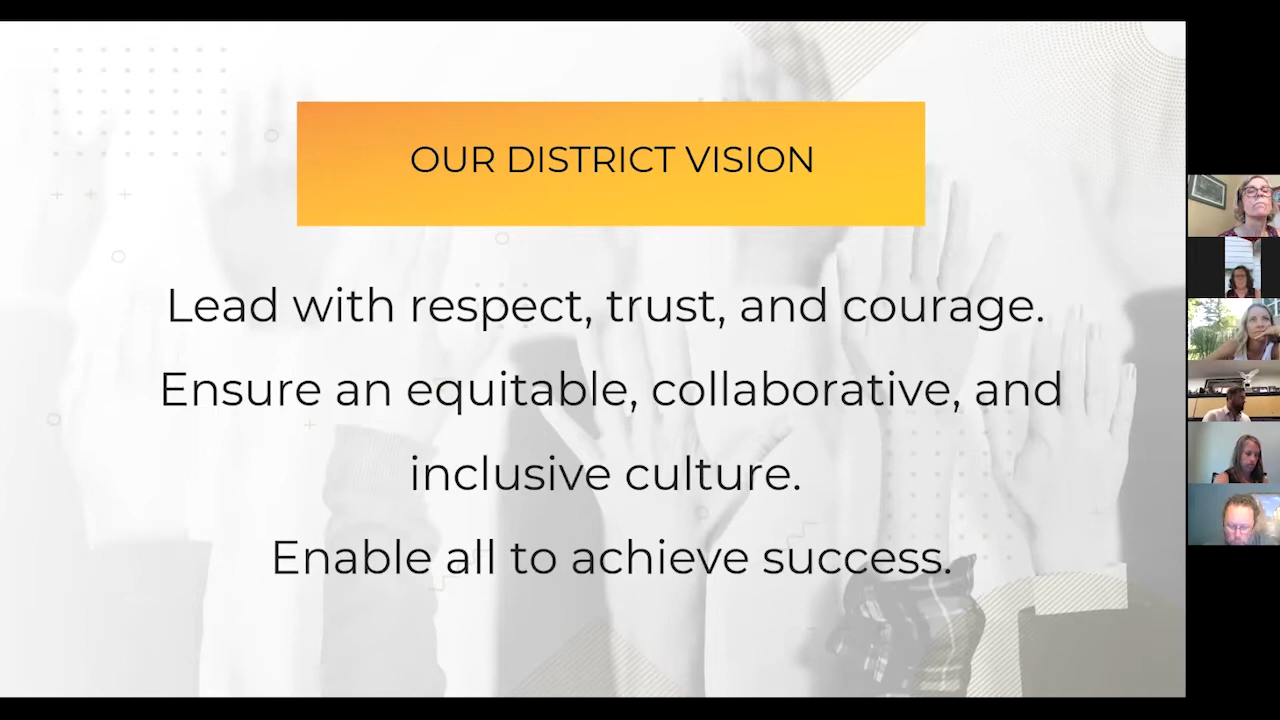 OUR DISTRICT VISION
Lead with respect, trust, and courage.
Ensure an equitable, collaborative, and
inclusive culture.
Enable all to achieve success.